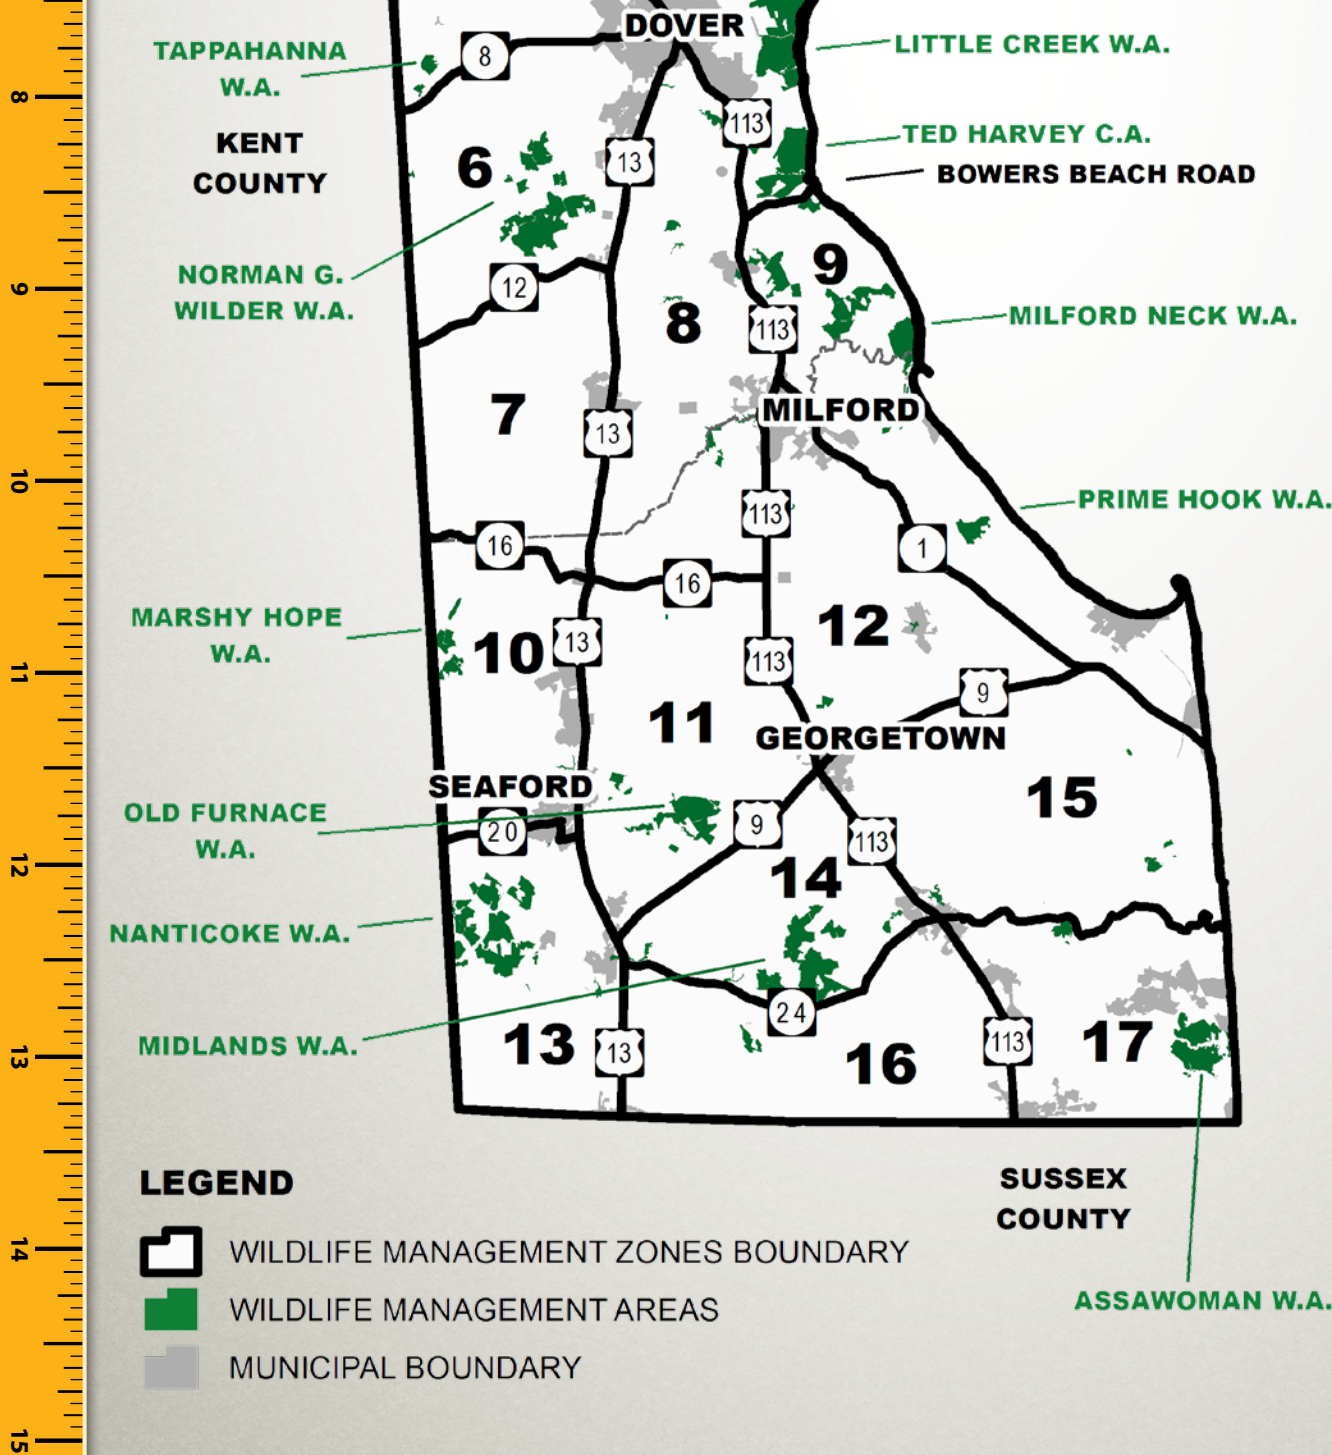 DOVER
TAPPAHANNA
W.A.
8
LITTLE CREEK W.A.
8
113
TED HARVEY C.A.
KENT
COUNTY
6
13
BOWERS BEACH ROAD
NORMAN G.
WILDER W.A.
9
12
9
8
113
MILFORD NECK W.A.
7
MILFORD
13
10
113
PRIME HOOK W.A.
16
1
16
MARSHY HOPE
W.A.
10
13
12
113
11
9
11
GEORGETOWN
SEAFORD
15
OLD FURNACE
W.A.
20
9
113
12
14
NANTICOKE W.A.
24
MIDLANDS W.A.
13
13
13
16
113
17
LEGEND
SUSSEX
COUNTY
WILDLIFE MANAGEMENT ZONES BOUNDARY
14
ASSAWOMAN W.A.
WILDLIFE MANAGEMENT AREAS
MUNICIPAL BOUNDARY
15